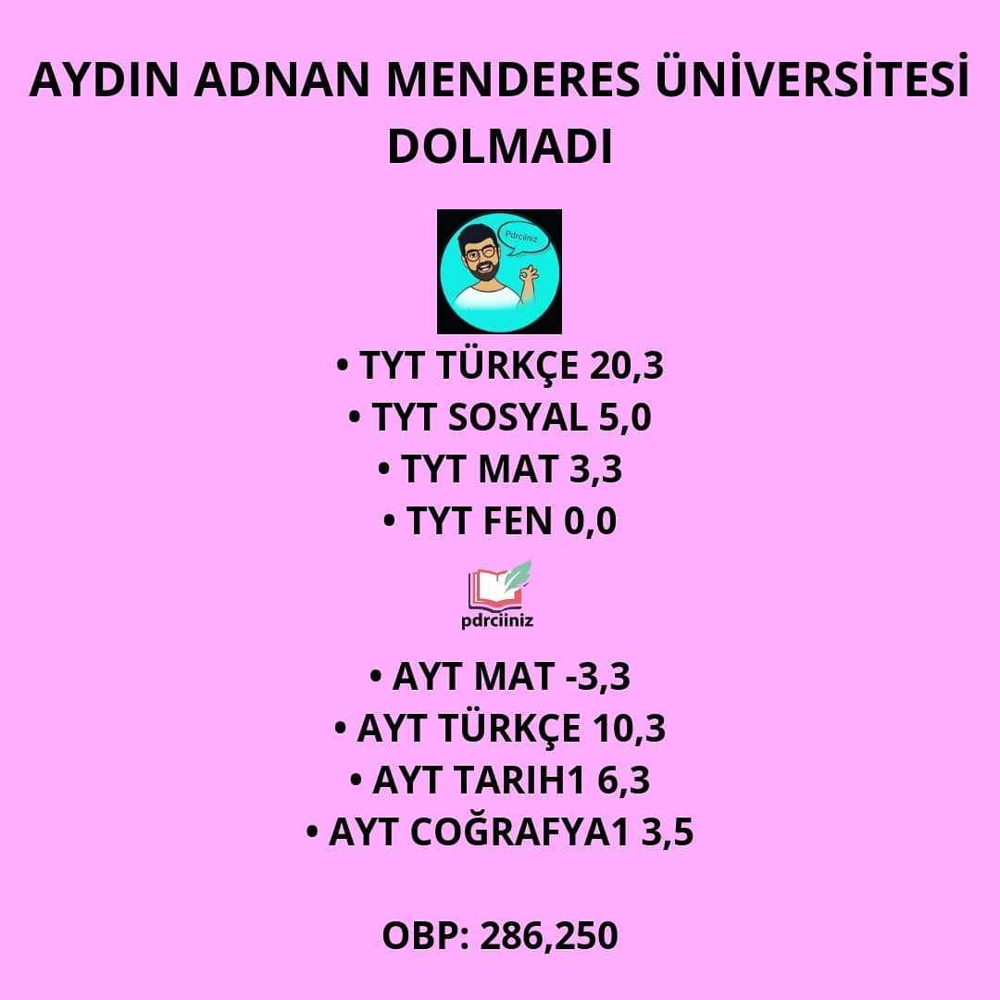 AYDIN ADNAN MENDERES ÜNİVERSİTESİ
DOLMADI
Pdrciiniz
• TYT TÜRKÇE 20,3
• TYT SOSYAL 5,0
• TYT MAT 3,3
• TYT FEN 0,0
pdrciiniz
• AYT MAT -3,3
• AYT TÜRKÇE 10,3
• AYT TARIH1 6,3
• AYT COĞRAFYA1 3,5
OBP: 286,250